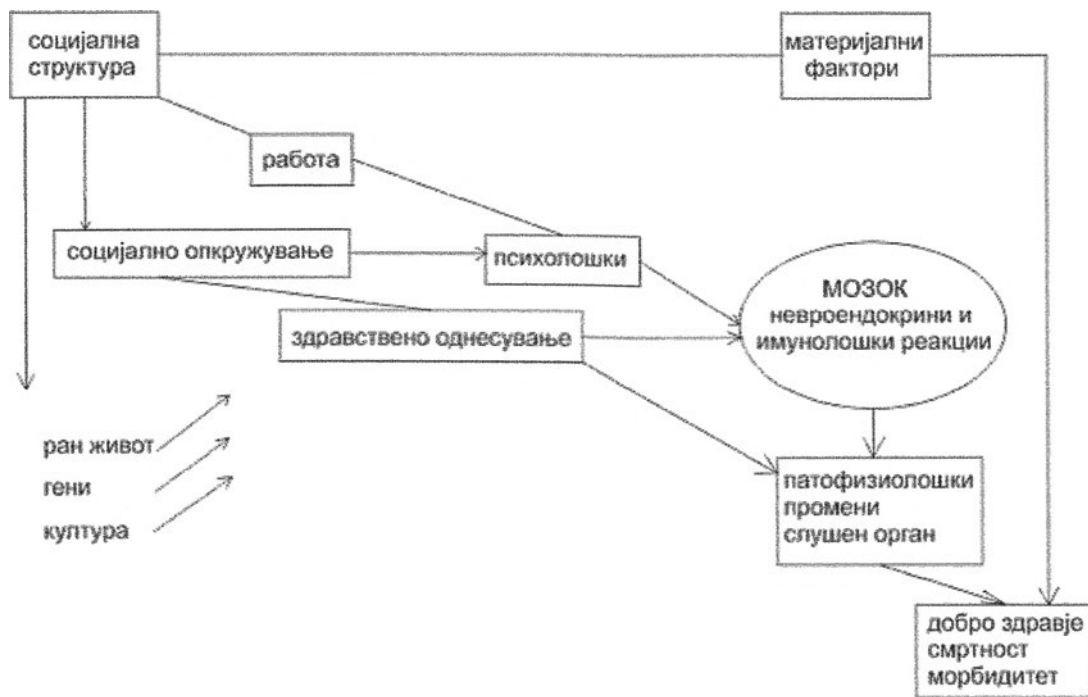 социјална
структура
материјални
фактори
работа
социјално опкружување
психолошки
МОЗОК
невроендокрини и
имунолошки реакции
здравствено однесување
ран живот
гени
култура
патофизиолошки
промени
слушен орган
добро здравје
смртност
морбидитет